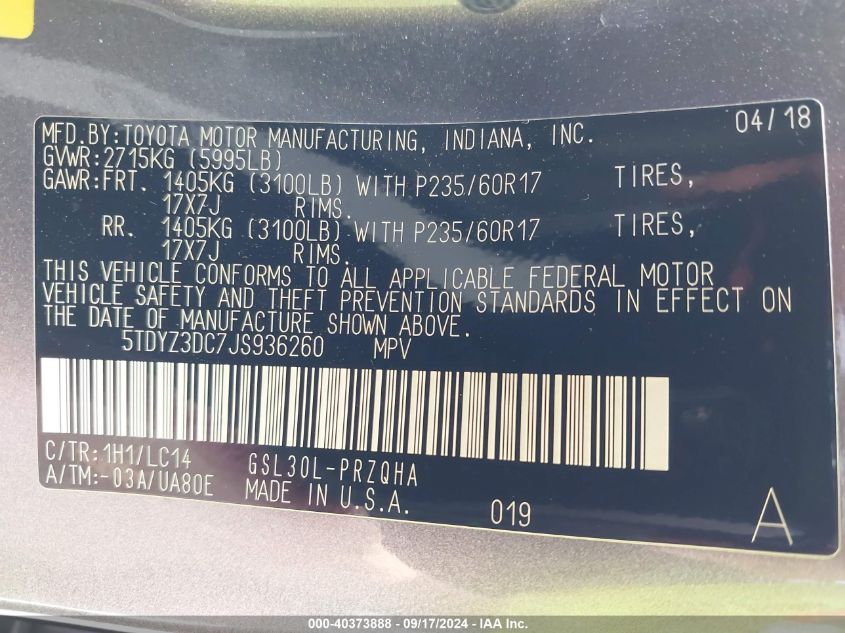 MFD.BY:TOYOTA MOTOR MANUFACTURING, INDIANA, INC. 04/18
GVWR:2715KG (5995LB)
GAWR:FRT. 1405KG (3100LB) WITH P235/60R17 TIRES,
17X7J RIMS.
RR. 1405KG (3100LB) WITH P235/60R17 TIRES,
17X7J RIMS.
THIS VEHICLE CONFORMS TO ALL APPLICABLE FEDERAL MOTOR
VEHICLE SAFETY AND THEFT PREVENTION STANDARDS IN EFFECT ON
THE DATE OF MANUFACTURE SHOWN ABOVE.
5TDYZ3DC7JS936260 MPV
C/TR:1H1/LC14 GSL30L-PRZQHA
A/TM:-03A/UA80E MADE IN U.S.A. 019 A
000-40373888 - 09/17/2024 - IAA Inc.